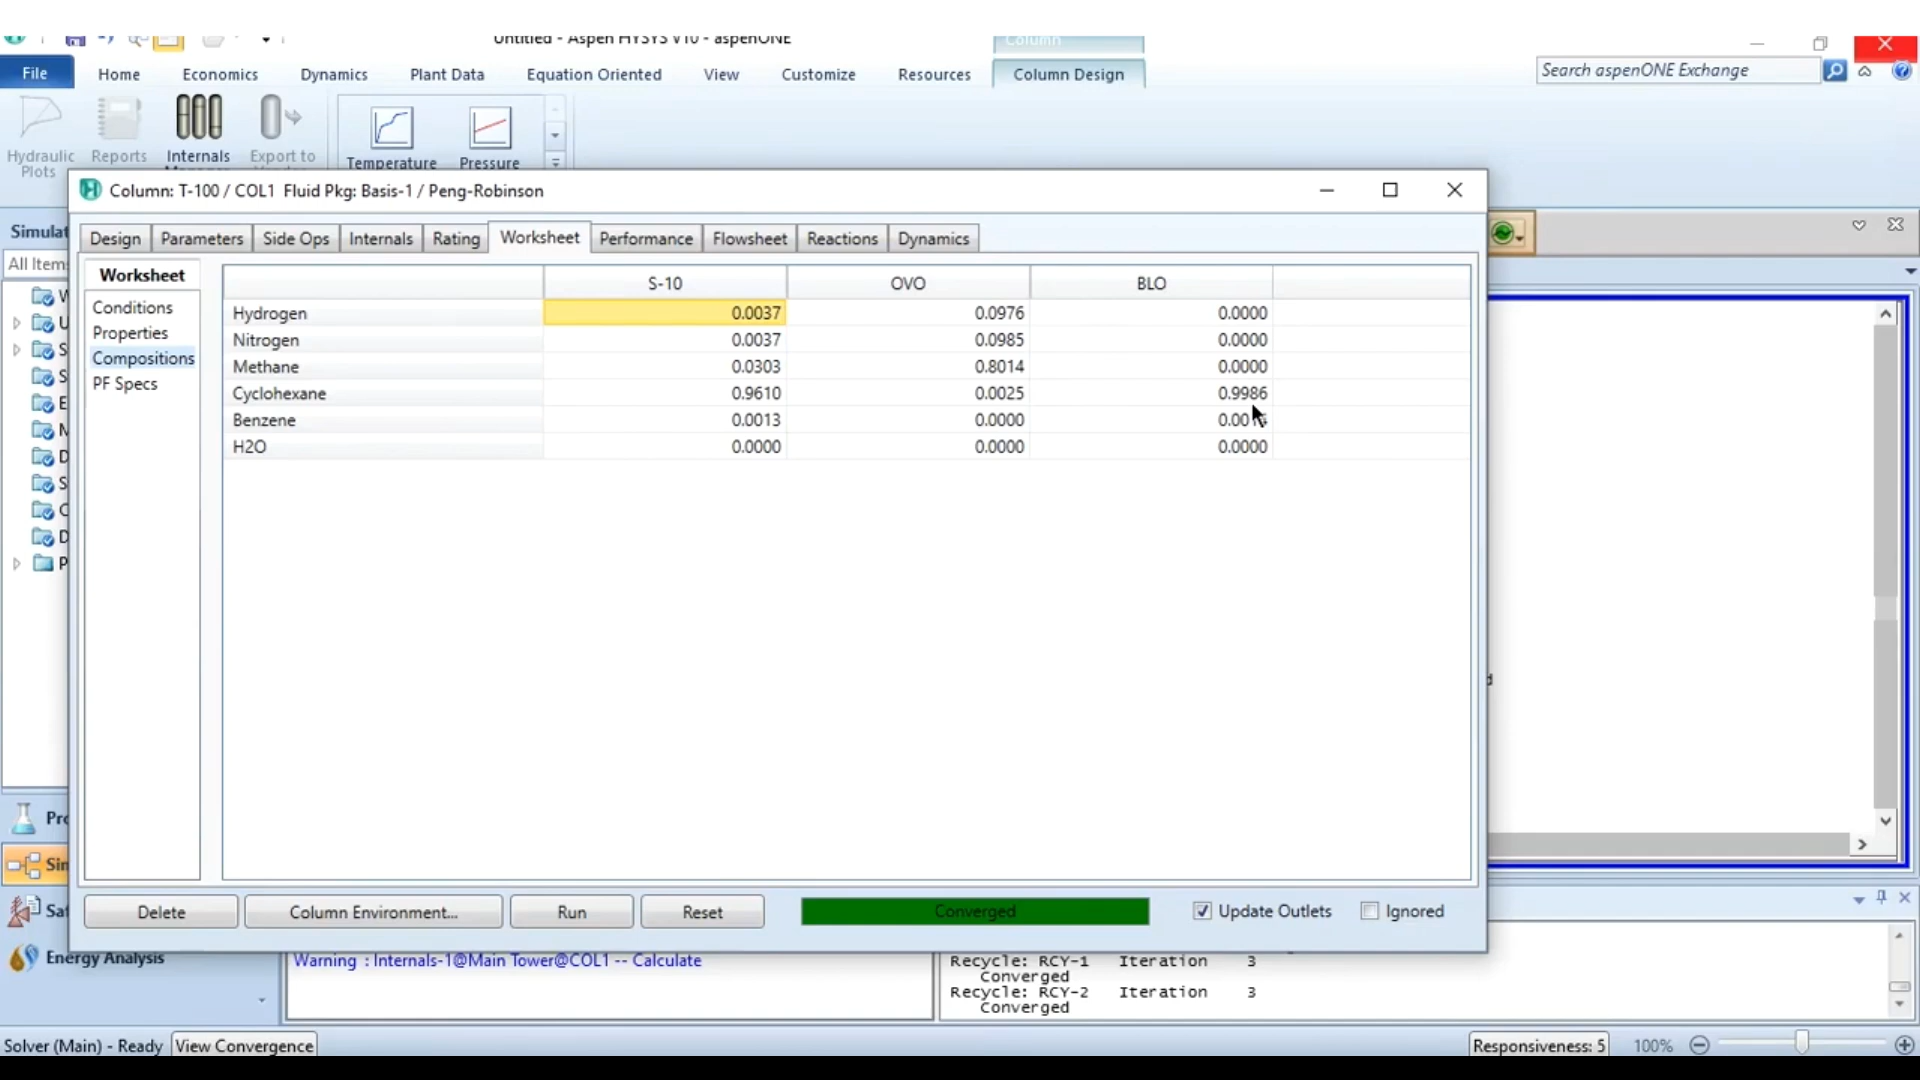 Untitled - Aspen HYSYS V10 - aspenONE
Column
File Home Economics Dynamics Plant Data Equation Oriented View Customize Resources Column Design
Search aspenONE Exchange
Hydraulic Plots
Reports
Internals
Export to
Temperature
Pressure
Column: T-100 / COL1 Fluid Pkg: Basis-1 / Peng-Robinson
Design Parameters Side Ops Internals Rating Worksheet Performance Flowsheet Reactions Dynamics
All Items
Worksheet
Conditions
Properties
Compositions
PF Specs
S-10 OVO BLO
Hydrogen 0.0037 0.0976 0.0000
Nitrogen 0.0037 0.0985 0.0000
Methane 0.0303 0.8014 0.0000
Cyclohexane 0.9610 0.0025 0.9986
Benzene 0.0013 0.0000
H2O 0.0000 0.0000 0.0000
Delete Column Environment... Run Reset Converged Update Outlets Ignored
Energy Analysis
Warning : Internals-1@Main Tower@COL1 -- Calculate
Recycle: RCY-1 Iteration 3
Converged
Recycle: RCY-2 Iteration 3
Converged
Solver (Main) - Ready View Convergence Responsiveness: 5 100%